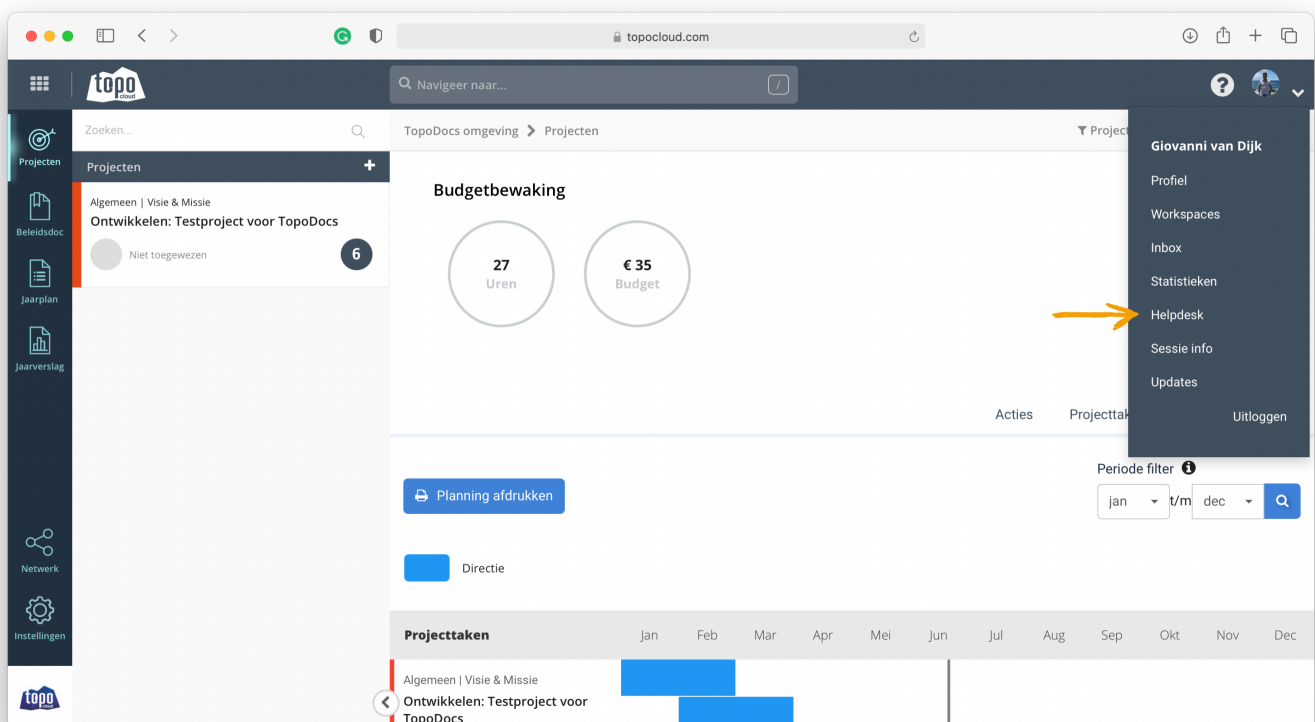 topocloud.com
topo
cloud
Navigeer naar...
/
?
Projecten
Beleidsdoc
Jaarplan
Jaarverslag
Netwerk
Instellingen
topo
cloud
Zoeken...
Projecten
Algemeen | Visie & Missie
Ontwikkelen: Testproject voor TopoDocs
Niet toegewezen
6
TopoDocs omgeving
Projecten
Project
Budgetbewaking
27
Uren
€ 35
Budget
Giovanni van Dijk
Profiel
Workspaces
Inbox
Statistieken
Helpdesk
Sessie info
Updates
Uitloggen
Acties
Projecttak
Planning afdrukken
Periode filter
jan
t/m
dec
Directie
Projecttaken
Jan Feb Mar Apr Mei Jun Jul Aug Sep Okt Nov Dec
Algemeen | Visie & Missie
Ontwikkelen: Testproject voor
TopoDocs